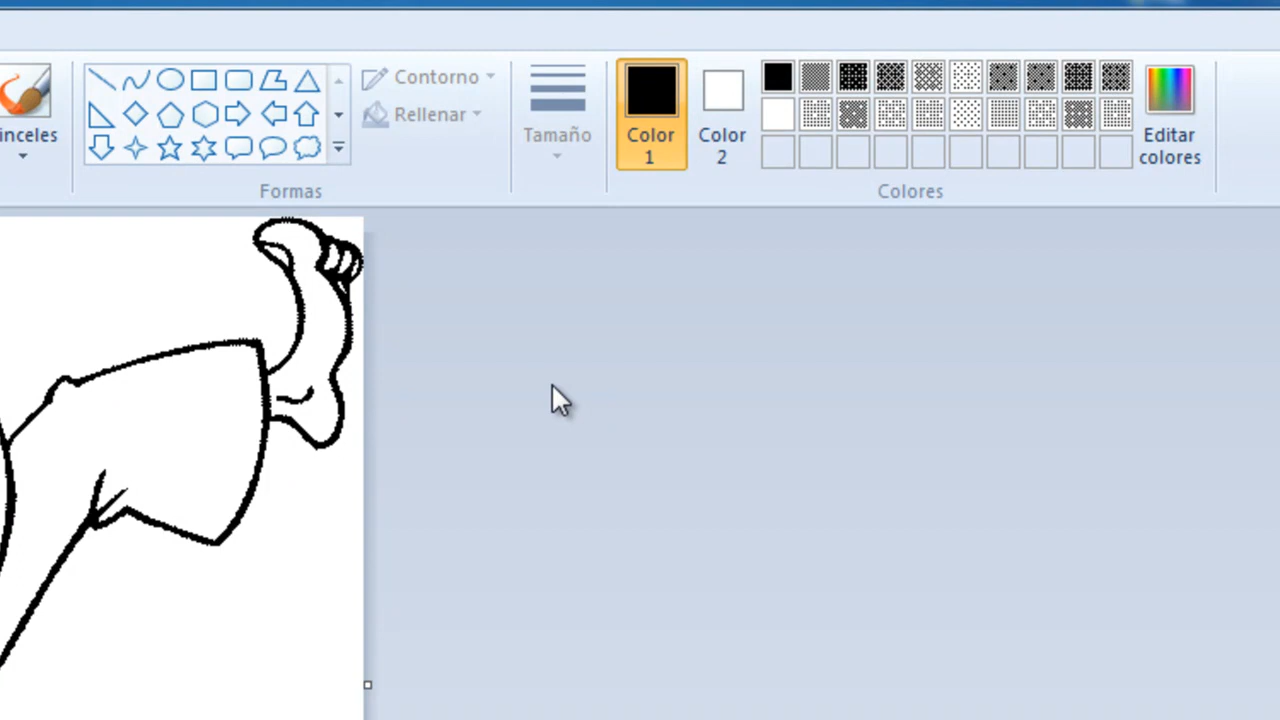 Contorno
Rellenar
inceles
Tamaño
Color
1
Color
2
Editar
colores
Formas
Colores